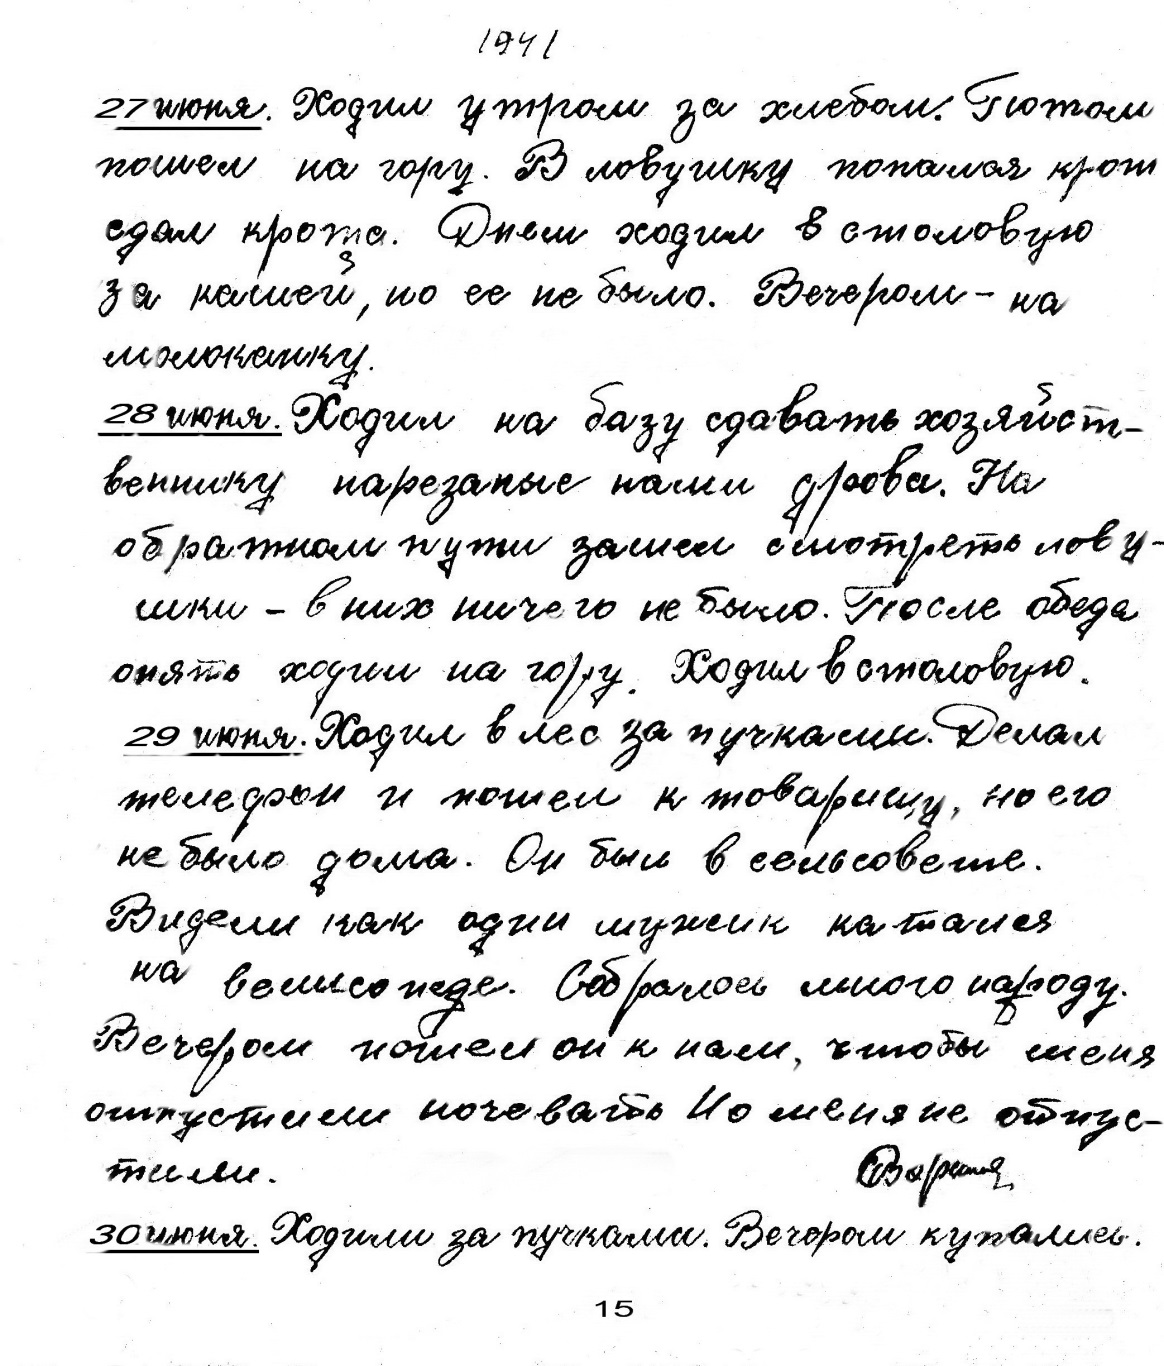 1941
27 июня. Ходил утром за хлебом. Потом
пошел на гору. В ловушку попался крот
сдал крота. Днем ходил в столовую
за кашей, но ее не было. Вечером - на
молоканку.
28 июня. Ходил на базу сдавать хозяйст-
веннику нарезаные нами дрова. На
обратном пути зашел смотреть лову-
шки - в них ничего не было. После обеда
опять ходил на гору. Ходил в столовую.
29 июня. Ходил в лес за пучками. Делал
телефон и пошел к товарищу, но его
не было дома. Он был в сельсовете.
Видели как один мужик катался
на велисопеде. Собралось много народу.
Вечером пошел он к нам, чтобы меня
отпустили ночевать Но меня не отпус-
тили.
30 июня. Ходили за пучками. Вечером купались.
15